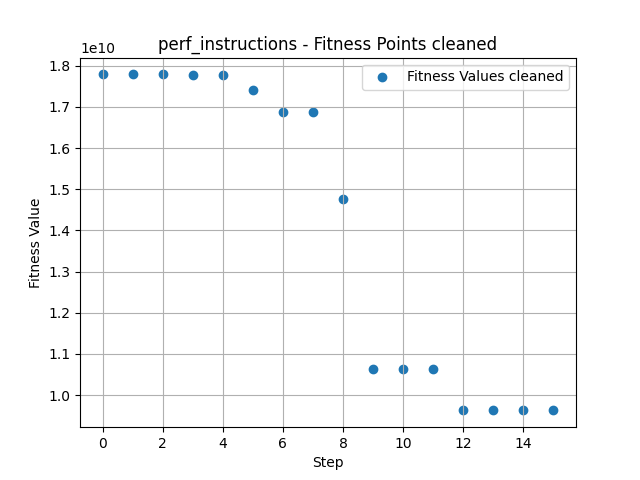 perf_instructions - Fitness Points cleaned
1e10
Fitness Values cleaned
1.8
1.7
1.6
1.5
1.4
1.3
1.2
1.1
1.0
Fitness Value
0 2 4 6 8 10 12 14
Step